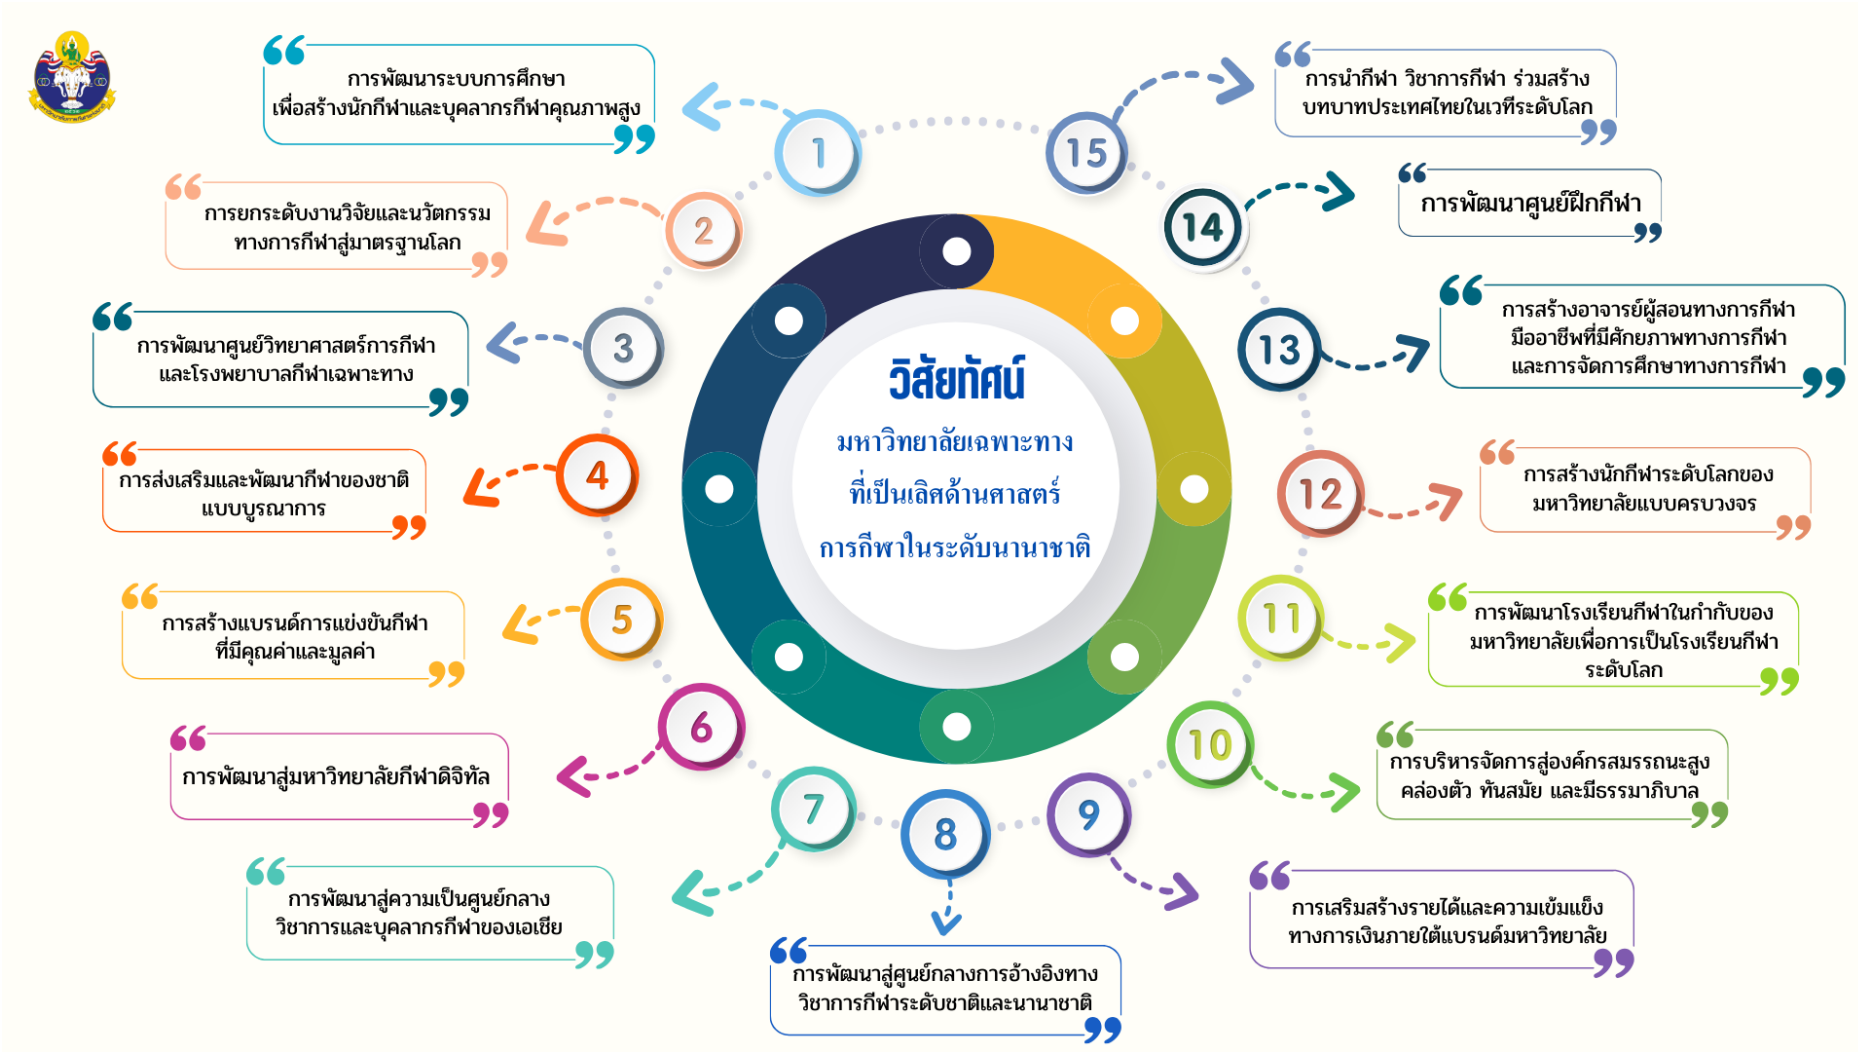 วิสัยทัศน์
มหาวิทยาลัยเฉพาะทาง
ที่เป็นเลิศด้านศาสตร์
การกีฬาในระดับนานาชาติ
1
การพัฒนาระบบการศึกษา
เพื่อสร้างนักกีฬาและบุคลากรกีฬาคุณภาพสูง
2
การยกระดับงานวิจัยและนวัตกรรม
ทางการกีฬาสู่มาตรฐานโลก
3
การพัฒนาศูนย์วิทยาศาสตร์การกีฬา
และโรงพยาบาลกีฬาเฉพาะทาง
4
การส่งเสริมและพัฒนากีฬาของชาติ
แบบบูรณาการ
5
การสร้างแบรนด์การแข่งขันกีฬา
ที่มีคุณค่าและมูลค่า
6
การพัฒนาสู่มหาวิทยาลัยกีฬาดิจิทัล
7
การพัฒนาสู่ความเป็นศูนย์กลาง
วิชาการและบุคลากรกีฬาของเอเชีย
8
การพัฒนาสู่ศูนย์กลางการอ้างอิงทาง
วิชาการกีฬาระดับชาติและนานาชาติ
9
การเสริมสร้างรายได้และความเข้มแข็ง
ทางการเงินภายใต้แบรนด์มหาวิทยาลัย
10
การบริหารจัดการสู่องค์กรสมรรถนะสูง
คล่องตัว ทันสมัย และมีธรรมาภิบาล
11
การพัฒนาโรงเรียนกีฬาในกำกับของ
มหาวิทยาลัยเพื่อการเป็นโรงเรียนกีฬา
ระดับโลก
12
การสร้างนักกีฬาระดับโลกของ
มหาวิทยาลัยแบบครบวงจร
13
การสร้างอาจารย์ผู้สอนทางการกีฬา
มืออาชีพที่มีศักยภาพทางการกีฬา
และการจัดการศึกษาทางการกีฬา
14
การพัฒนาศูนย์ฝึกกีฬา
15
การนำกีฬา วิชาการกีฬา ร่วมสร้าง
บทบาทประเทศไทยในเวทีระดับโลก